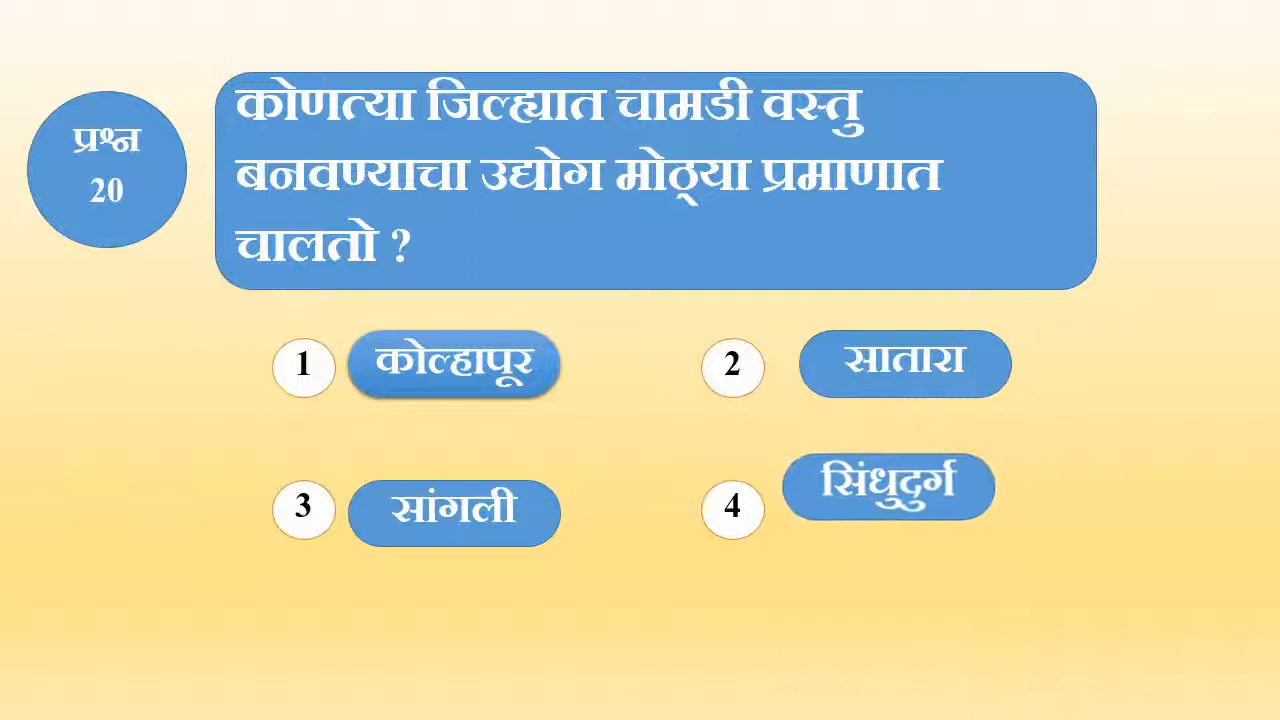 प्रश्न
20
कोणत्या जिल्ह्यात चामडी वस्तु
बनवण्याचा उद्योग मोठ्या प्रमाणात
चालतो ?
1 कोल्हापूर
2 सातारा
3 सांगली
4 सिंधुदुर्ग